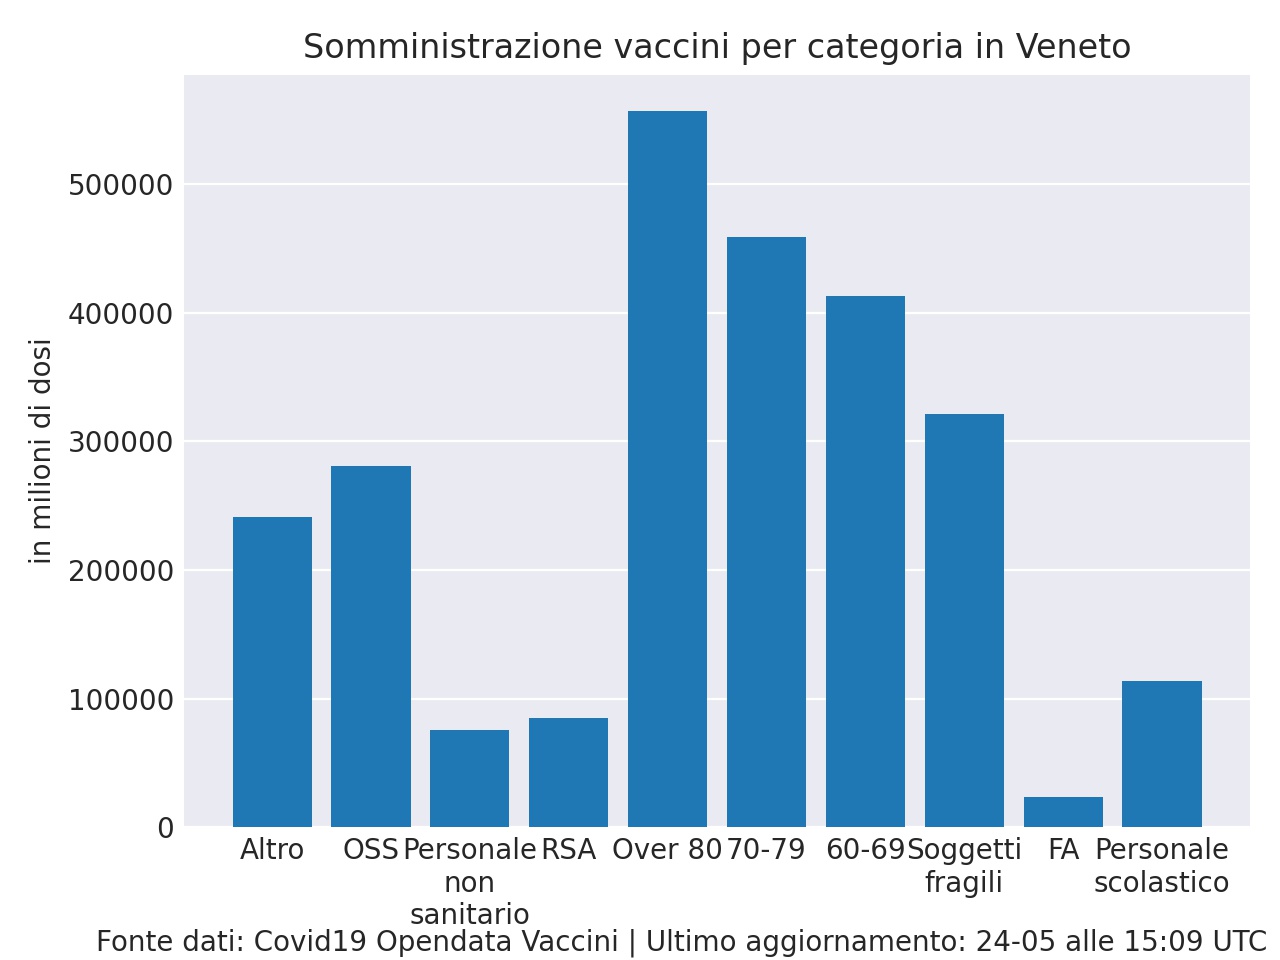 Somministrazione vaccini per categoria in Veneto
in milioni di dosi
500000
400000
300000
200000
100000
0
Altro
OSS
Personale
non
sanitario
RSA
Over 80
70-79
60-69
Soggetti
fragili
FA
Personale
scolastico
Fonte dati: Covid19 Opendata Vaccini | Ultimo aggiornamento: 24-05 alle 15:09 UTC